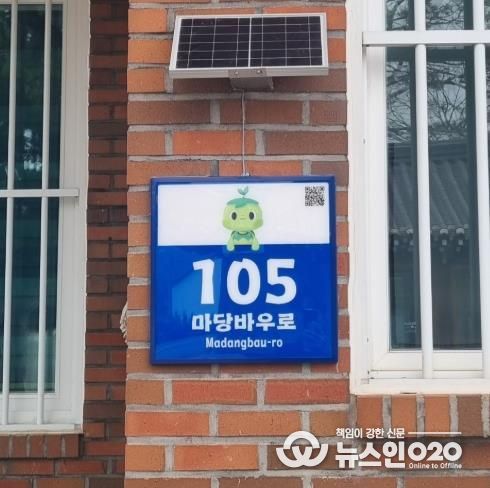 105
마당바우로
Madangbau-ro
책임이 강한 신문
뉴스인020
Online to Offline